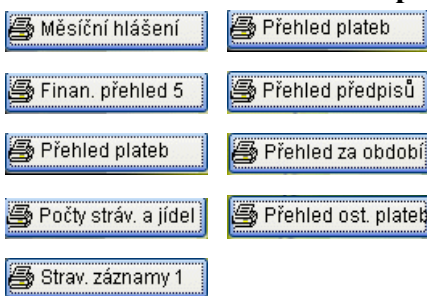 Měsíční hlášení
Přehled plateb
Finan. přehled 5
Přehled předpisů
Přehled plateb
Přehled za období
Počty stráv. a jídel
Přehled ost. plateb
Strav. záznamy 1